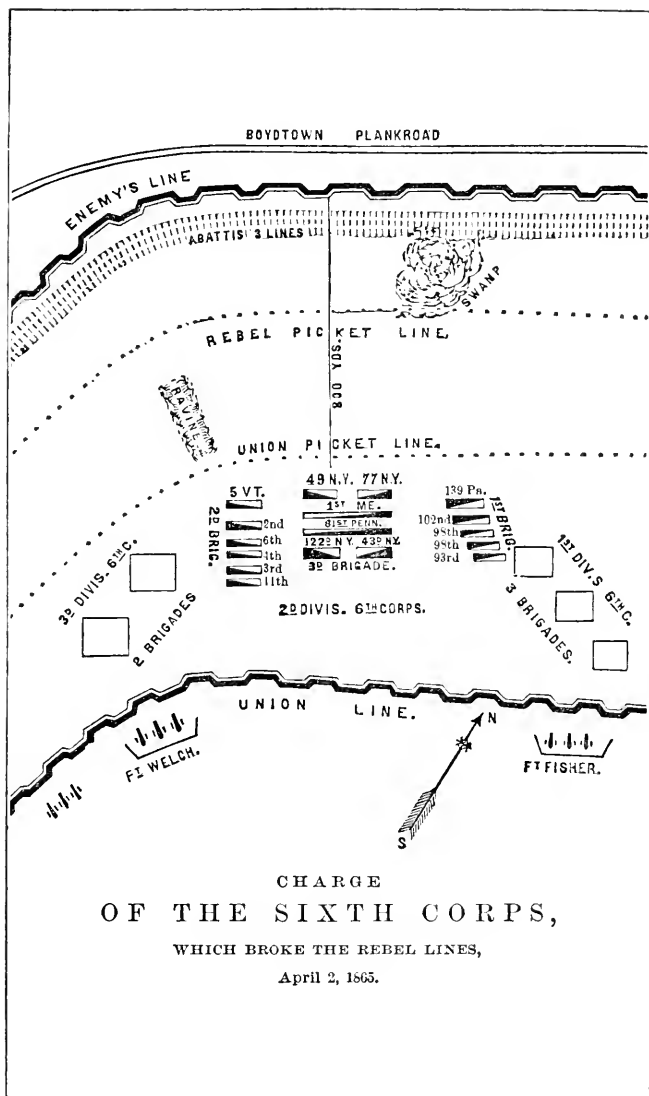 BOYDTOWN PLANKROAD
ENEMY'S LINE
ABATTIS 3 LINES
SWANP
REBEL PICKET LINE.
800 YDS.
RAVINE
UNION PICKET LINE.
5 VT.
2D BRIG.
2nd
6th
4th
3rd
11th
49 N.Y. 77 N.Y.
1ST ME.
61ST PENN.
122D N.Y. 43D N.Y.
3D BRIGADE.
139 Pa.
1ST BRIG.
102nd
98th
98th
93rd
3D DIVIS. 6TH C.
2 BRIGADES
2D DIVIS. 6TH CORPS.
1ST DIV.S 6TH C.
3 BRIGADES.
UNION LINE.
FT WELCH.
N
S
FT FISHER.
CHARGE
OF THE SIXTH CORPS,
WHICH BROKE THE REBEL LINES,
April 2, 1865.